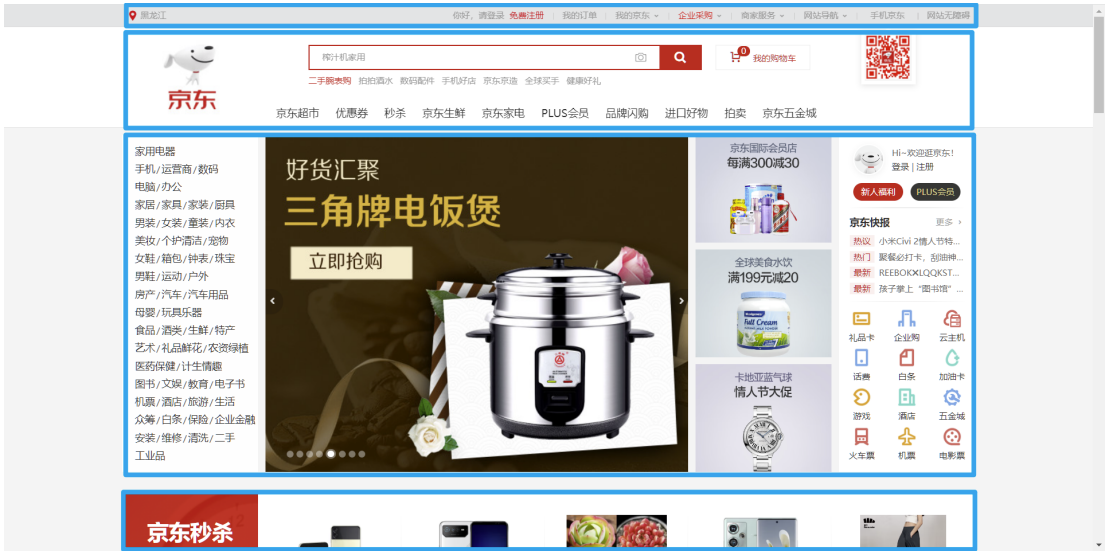 黑龙江
你好，请登录 免费注册 我的订单 我的京东 企业采购 商家服务 网站导航 手机京东 网站无障碍
京东
榨汁机家用
0 我的购物车
二手腕表购 拍拍酒水 数码配件 手机好店 京东京造 全球买手 健康好礼
京东超市 优惠券 秒杀 京东生鲜 京东家电 PLUS会员 品牌闪购 进口好物 拍卖 京东五金城
家用电器
手机/运营商/数码
电脑/办公
家居/家具/家装/厨具
男装/女装/童装/内衣
美妆/个护清洁/宠物
女鞋/箱包/钟表/珠宝
男鞋/运动/户外
房产/汽车/汽车用品
母婴/玩具乐器
食品/酒类/生鲜/特产
艺术/礼品鲜花/农资绿植
医药保健/计生情趣
图书/文娱/教育/电子书
机票/酒店/旅游/生活
众筹/白条/保险/企业金融
安装/维修/清洗/二手
工业品
好货汇聚
三角牌电饭煲
立即抢购
京东国际会员店
每满300减30
全球美食水饮
满199元减20
Full Cream
卡地亚蓝气球
情人节大促
Hi~欢迎逛京东!
登录 | 注册
新人福利 PLUS会员
京东快报 更多
热议 小米Civi 2情人节特...
热门 聚餐必打卡，刮油神...
最新 REEBOK✕LQQKST...
最新 孩子掌上“图书馆”...
礼品卡 企业购 云主机
话费 白条 加油卡
游戏 酒店 五金城
火车票 机票 电影票
京东秒杀